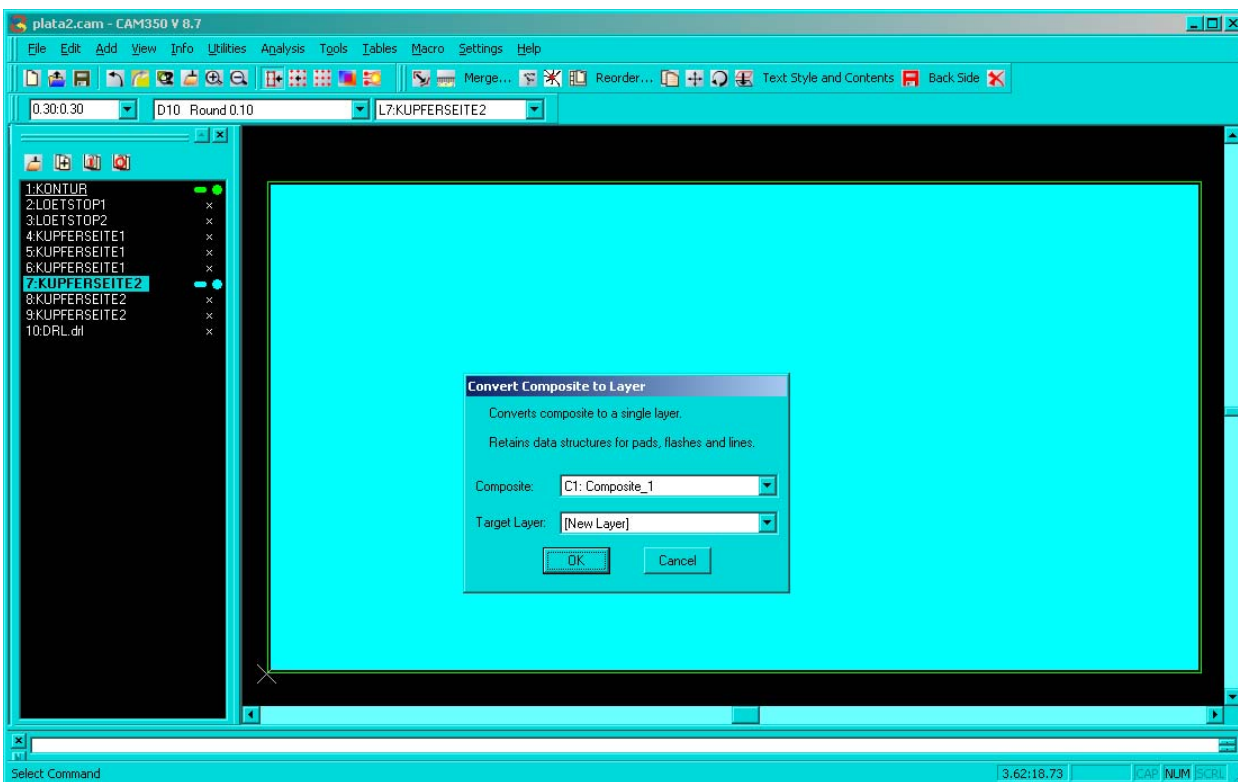 plata2.cam - CAM350 V 8.7
File Edit Add View Info Utilities Analysis Tools Tables Macro Settings Help
Merge... Reorder... Text Style and Contents Back Side
0.30:0.30 D10 Round 0.10 L7:KUPFERSEITE2
1:KONTUR
2:LOETSTOP1
3:LOETSTOP2
4:KUPFERSEITE1
5:KUPFERSEITE1
6:KUPFERSEITE1
7:KUPFERSEITE2
8:KUPFERSEITE2
9:KUPFERSEITE2
10:DRL.drl
Convert Composite to Layer
Converts composite to a single layer.
Retains data structures for pads, flashes and lines.
Composite: C1: Composite_1
Target Layer: [New Layer]
OK Cancel
Select Command 3.62:18.73 CAP NUM SCRL